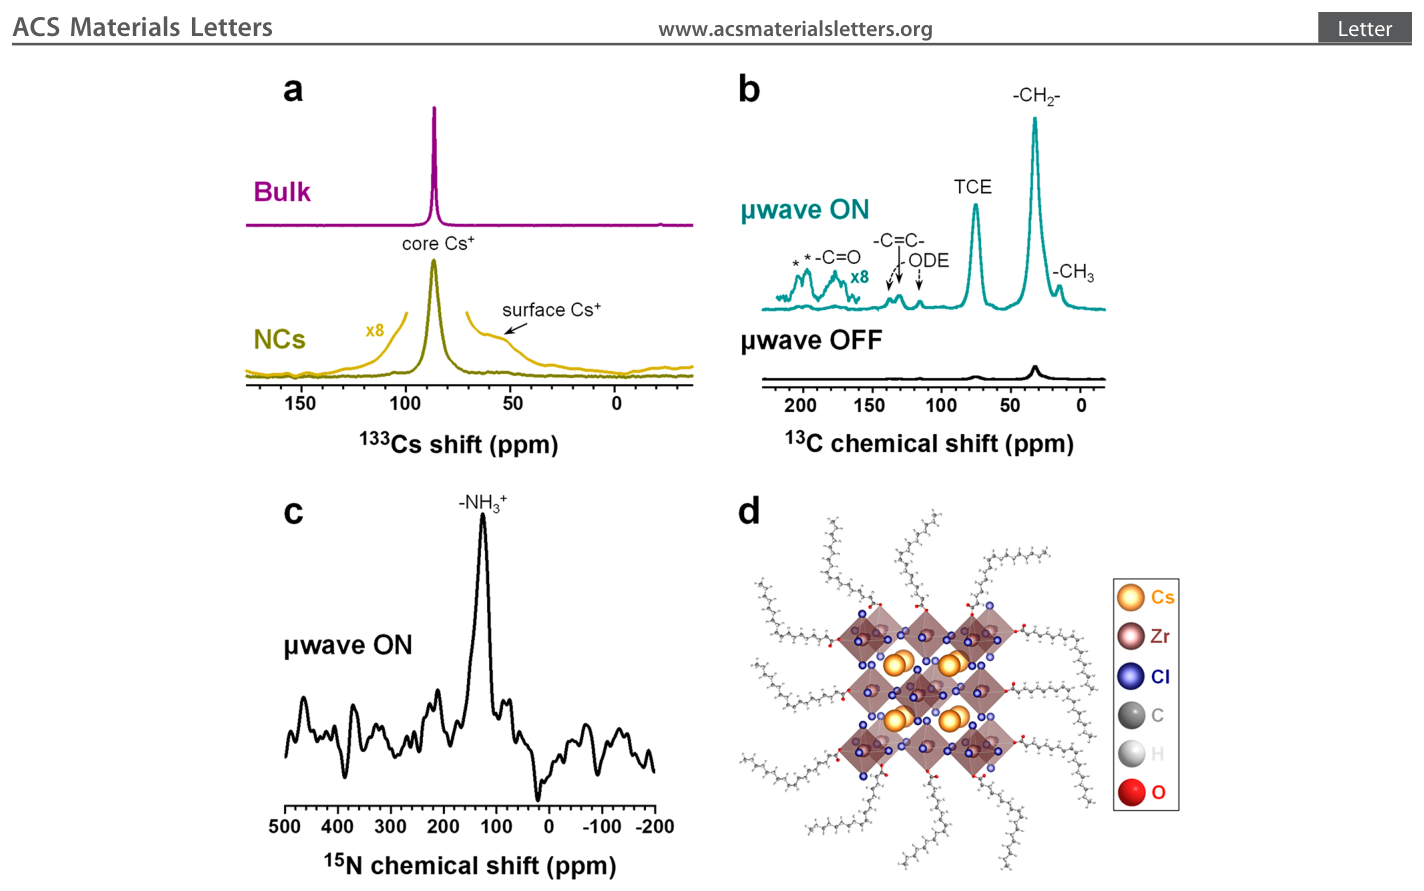 ACS Materials Letters
www.acsmaterialsletters.org
Letter
a
Bulk
core Cs⁺
NCs
x8
surface Cs⁺
150 100 50 0
¹³³Cs shift (ppm)
b
-CH₂-
TCE
μwave ON
-C=C-
* * -C=O
ODE
x8
-CH₃
μwave OFF
200 150 100 50 0
¹³C chemical shift (ppm)
c
-NH₃⁺
μwave ON
500 400 300 200 100 0 -100 -200
¹⁵N chemical shift (ppm)
d
Cs
Zr
Cl
C
H
O